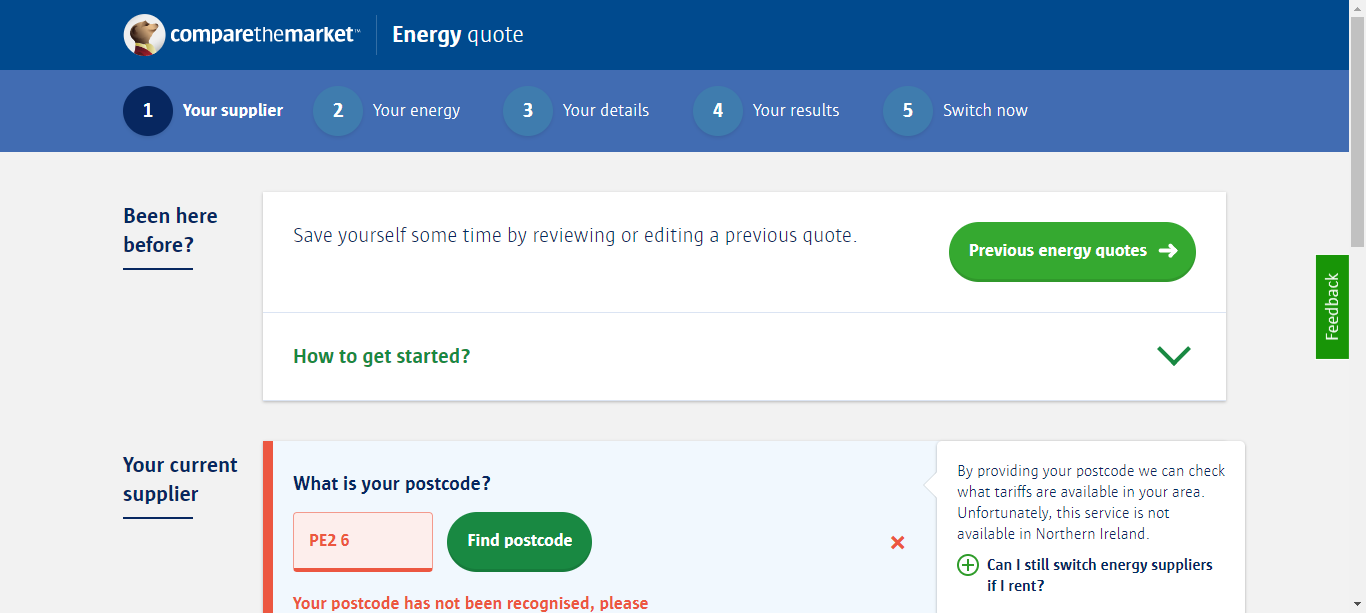 comparethemarket™ Energy quote
1 Your supplier 2 Your energy 3 Your details 4 Your results 5 Switch now
Been here
before?
Save yourself some time by reviewing or editing a previous quote.
Previous energy quotes
How to get started?
Feedback
Your current
supplier
What is your postcode?
PE2 6
Find postcode
Your postcode has not been recognised, please
By providing your postcode we can check
what tariffs are available in your area.
Unfortunately, this service is not
available in Northern Ireland.
Can I still switch energy suppliers
if I rent?